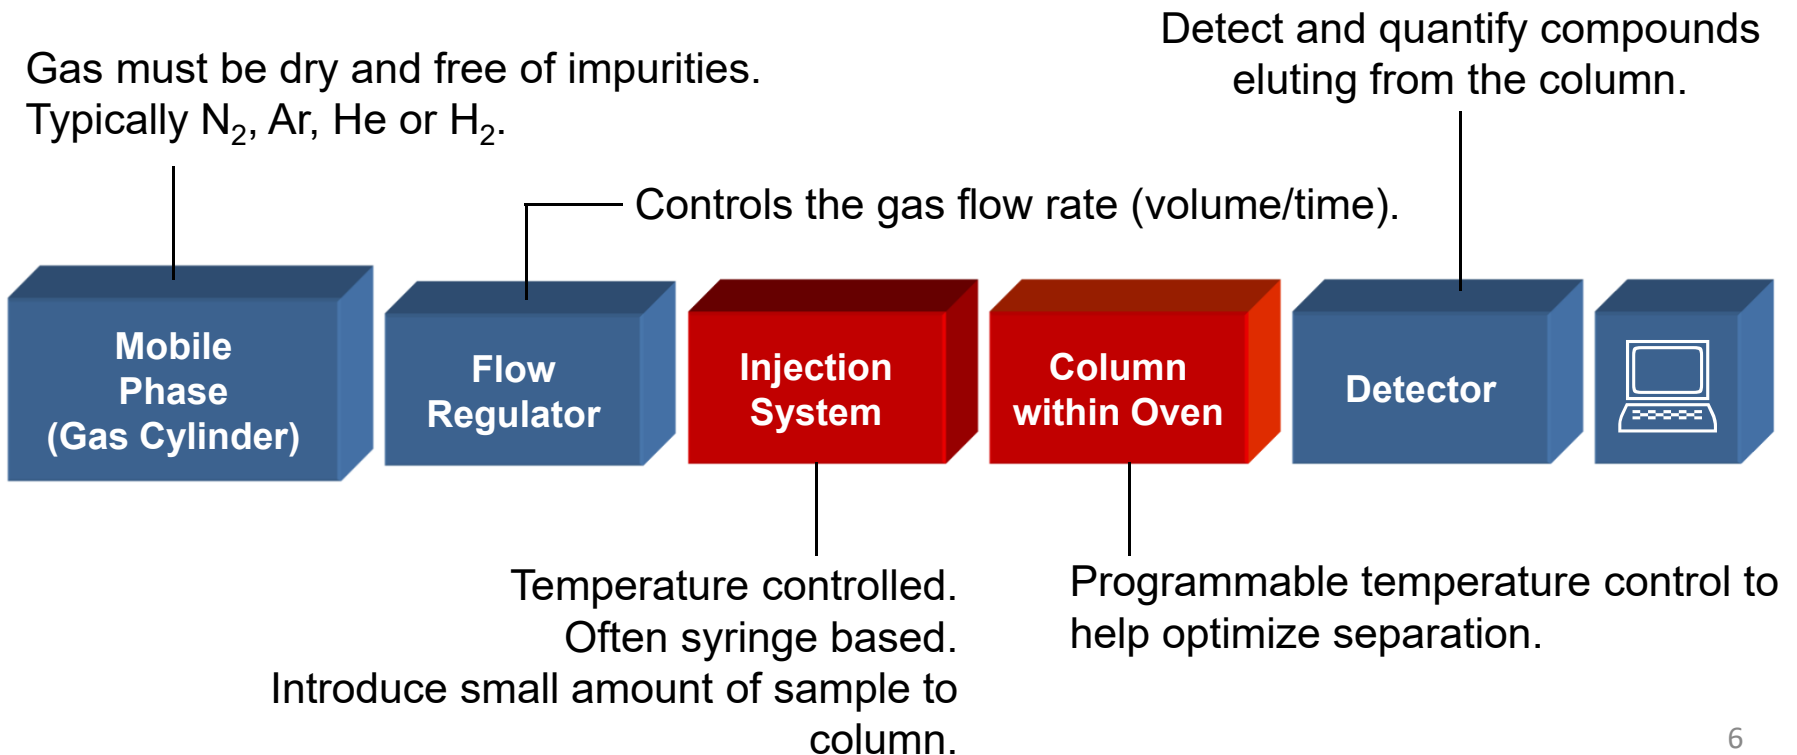 Detect and quantify compounds
eluting from the column.
Gas must be dry and free of impurities.
Typically N₂, Ar, He or H₂.
Controls the gas flow rate (volume/time).
Mobile
Phase
(Gas Cylinder)
Flow
Regulator
Injection
System
Column
within Oven
Detector
Temperature controlled.
Often syringe based.
Introduce small amount of sample to
column.
Programmable temperature control to
help optimize separation.
6